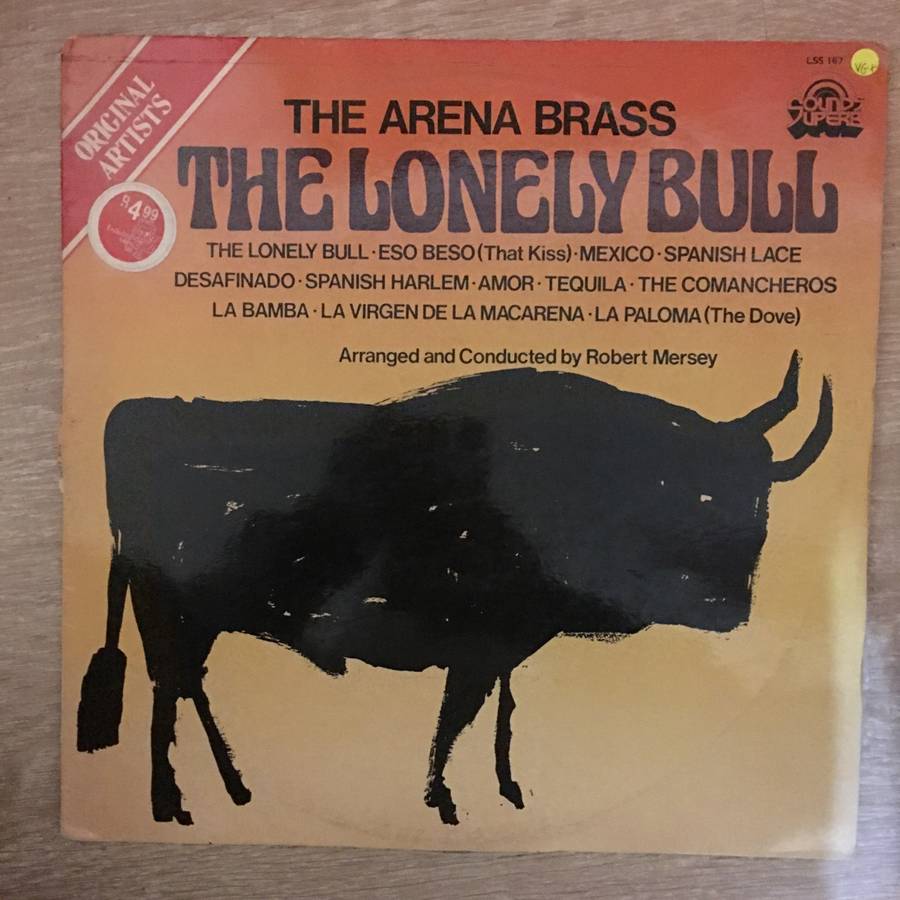 LSS 167
VG+
ORIGINAL
ARTISTS
SOUNDS
SUPERB
THE ARENA BRASS
THE LONELY BULL
R4.99
THE LONELY BULL·ESO BESO(That Kiss)·MEXICO·SPANISH LACE
DESAFINADO·SPANISH HARLEM·AMOR·TEQUILA·THE COMANCHEROS
LA BAMBA·LA VIRGEN DE LA MACARENA·LA PALOMA(The Dove)
Arranged and Conducted by Robert Mersey